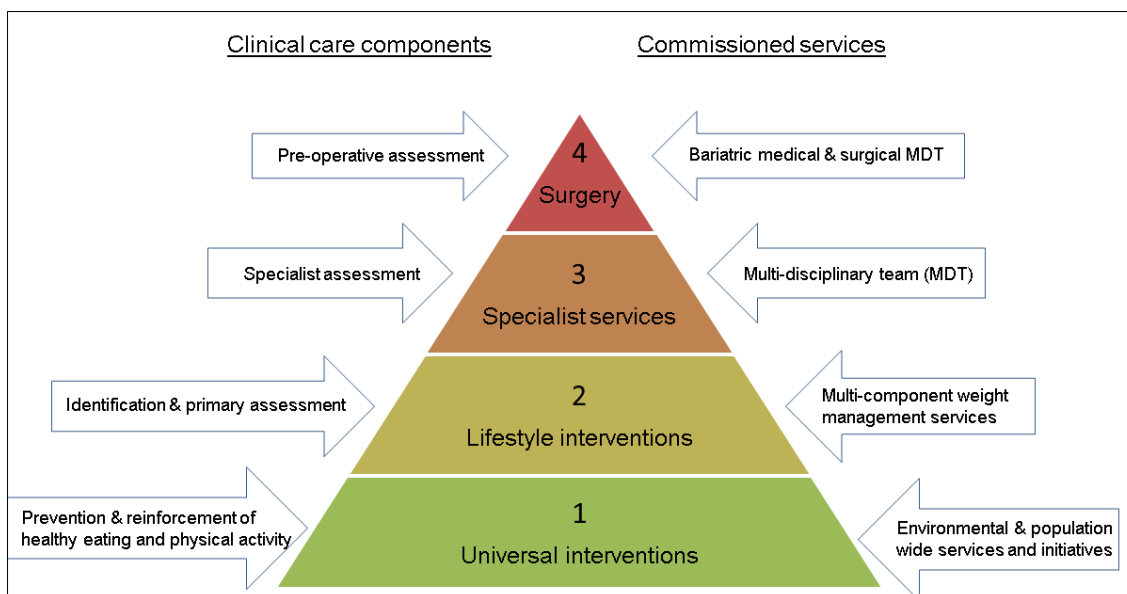 Clinical care components
Commissioned services
Pre-operative assessment
4
Surgery
Bariatric medical & surgical MDT
Specialist assessment
3
Specialist services
Multi-disciplinary team (MDT)
Identification & primary assessment
2
Lifestyle interventions
Multi-component weight
management services
Prevention & reinforcement of
healthy eating and physical activity
1
Universal interventions
Environmental & population
wide services and initiatives